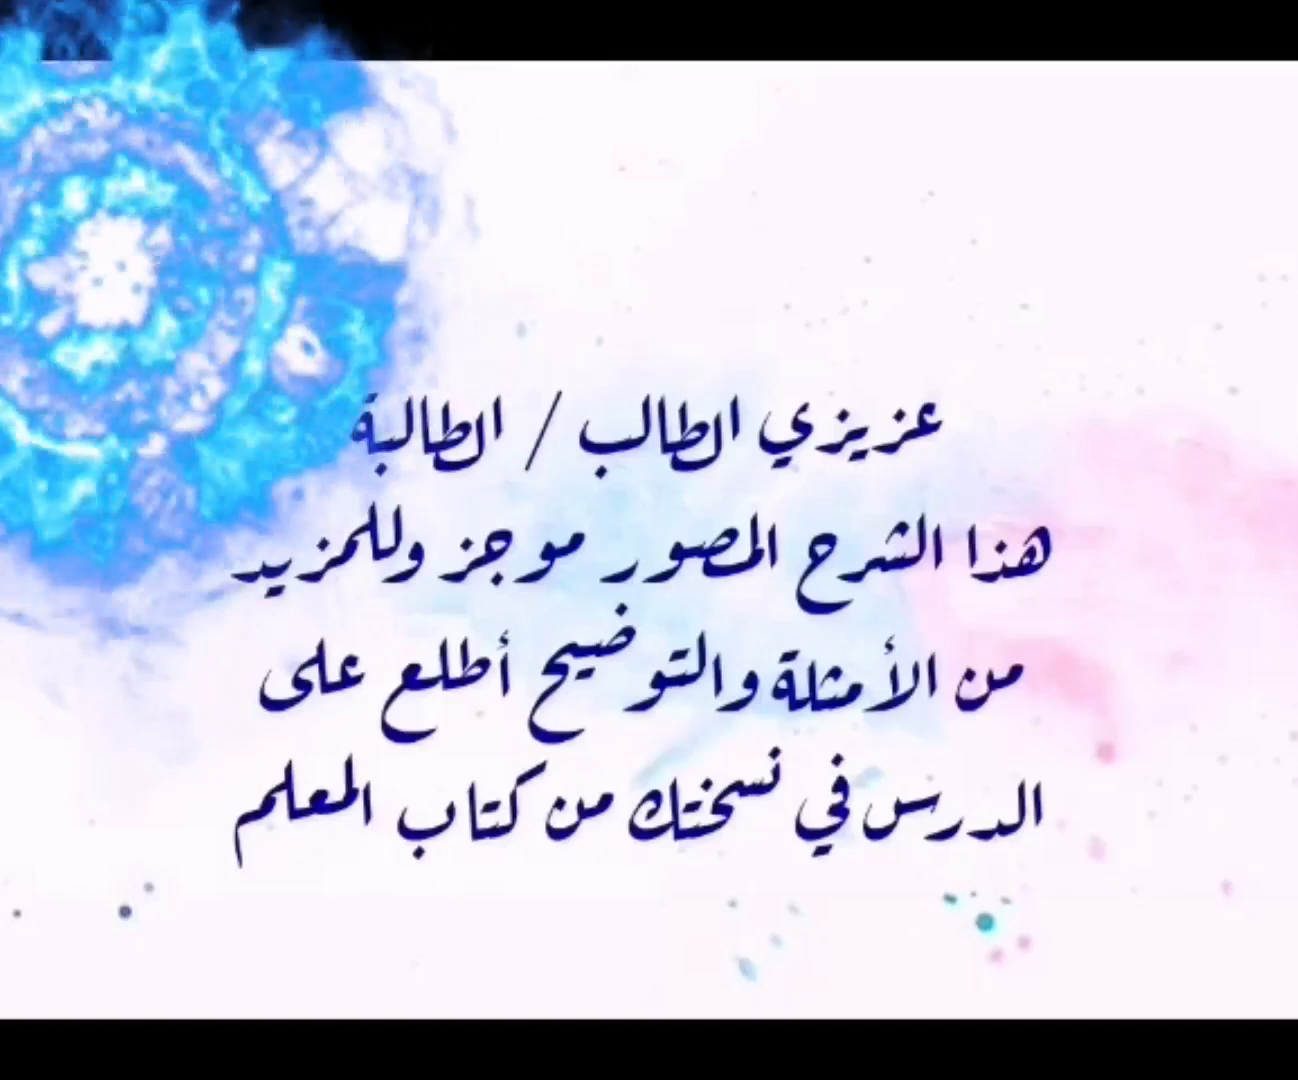 عزيزي الطالب / الطالبة
هذا الشرح المصور موجز وللمزيد
من الأمثلة والتوضيح أطلع على
الدرس في نسختك من كتاب المعلم